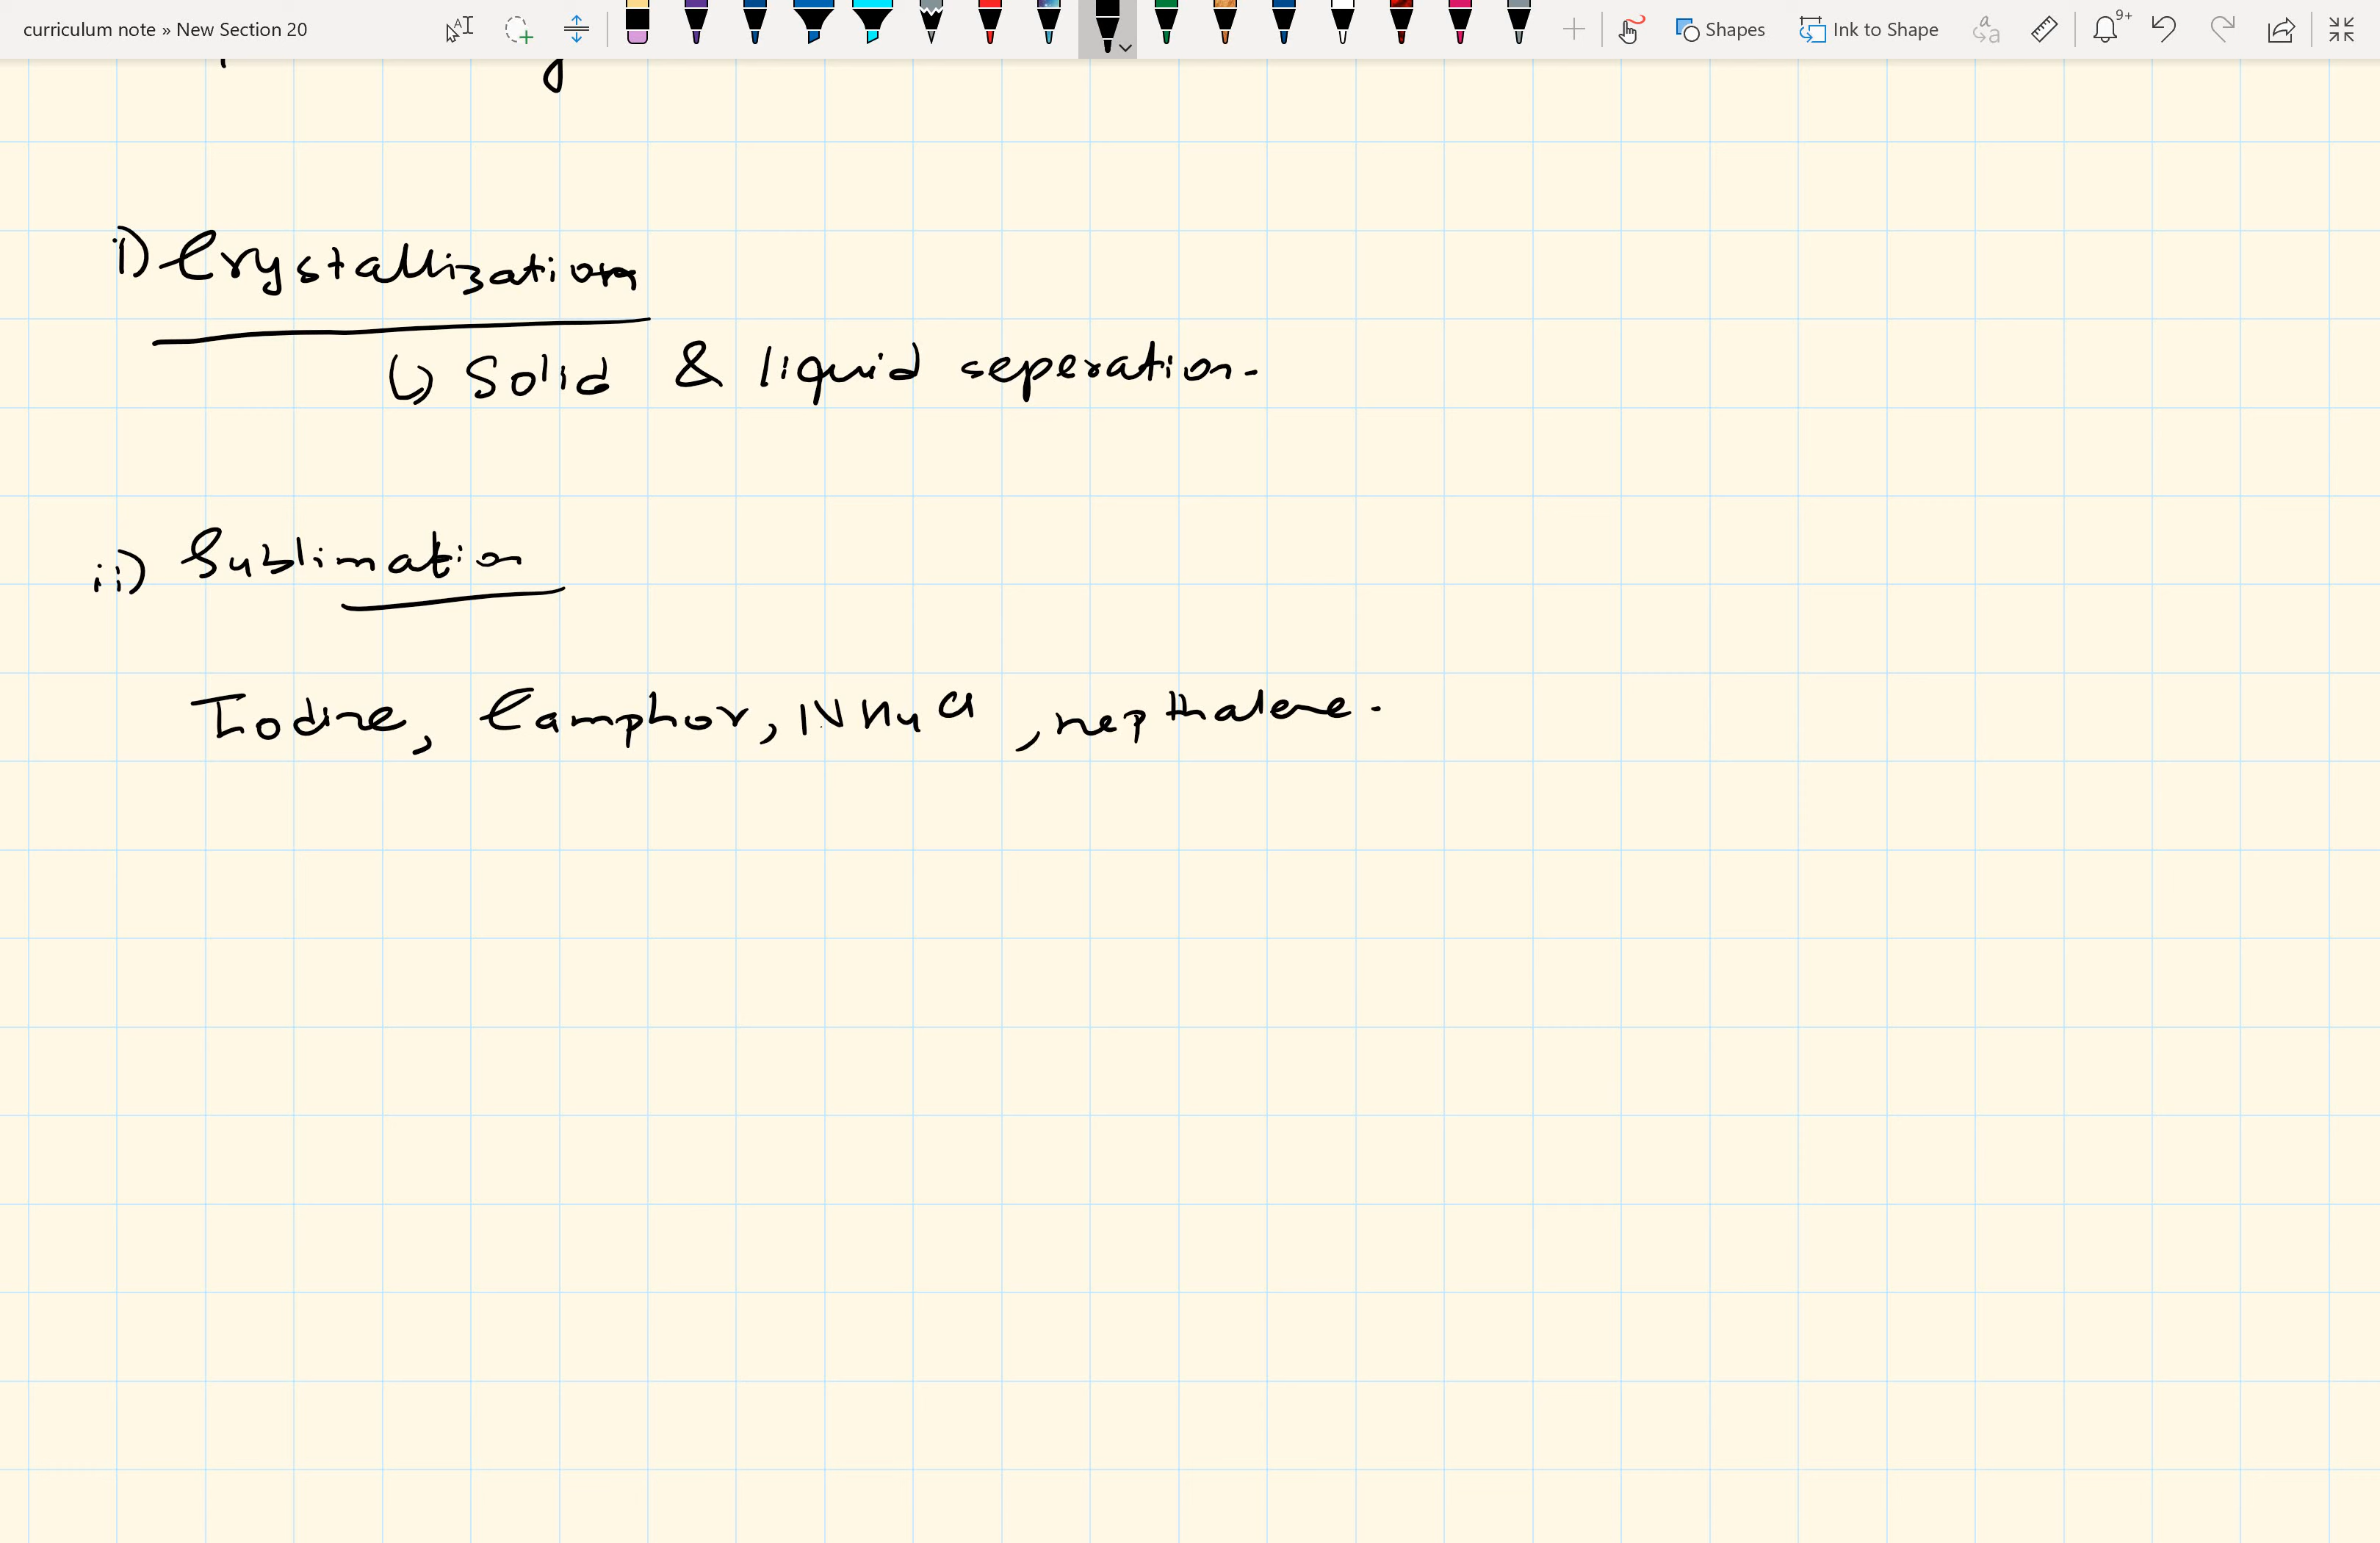 curriculum note » New Section 20
Shapes
Ink to Shape
9+
i) Crystallization
↳ Solid & liquid seperation.
ii) Sublimation
Iodine, Camphor, NH4Cl, nepthalene.